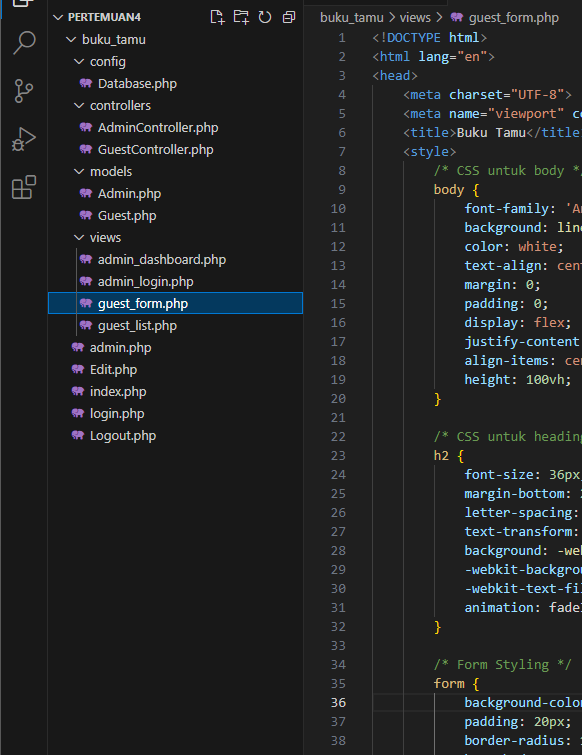 PERTEMUAN4
buku_tamu
config
Database.php
controllers
AdminController.php
GuestController.php
models
Admin.php
Guest.php
views
admin_dashboard.php
admin_login.php
guest_form.php
guest_list.php
admin.php
Edit.php
index.php
login.php
Logout.php
buku_tamu > views > guest_form.php
1 <!DOCTYPE html>
2 <html lang="en">
3 <head>
4 <meta charset="UTF-8">
5 <meta name="viewport" co
6 <title>Buku Tamu</title
7 <style>
8 /* CSS untuk body *
9 body {
10 font-family: 'A
11 background: line
12 color: white;
13 text-align: cen
14 margin: 0;
15 padding: 0;
16 display: flex;
17 justify-content
18 align-items: cen
19 height: 100vh;
20 }
21
22 /* CSS untuk heading
23 h2 {
24 font-size: 36px;
25 margin-bottom:
26 letter-spacing:
27 text-transform:
28 background: -web
29 -webkit-backgrou
30 -webkit-text-fil
31 animation: fade
32 }
33
34 /* Form Styling */
35 form {
36 background-color
37 padding: 20px;
38 border-radius: